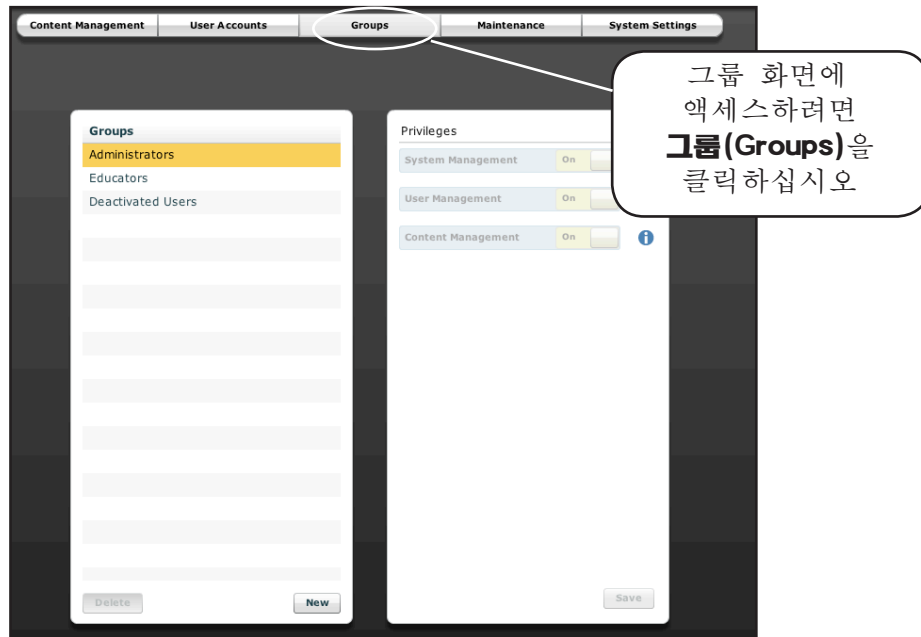 Content Management
User Accounts
Groups
Maintenance
System Settings
그룹 화면에
액세스하려면
그룹(Groups)을
클릭하십시오
Groups
Administrators
Educators
Deactivated Users
Delete
New
Privileges
System Management On
User Management On
Content Management On
Save